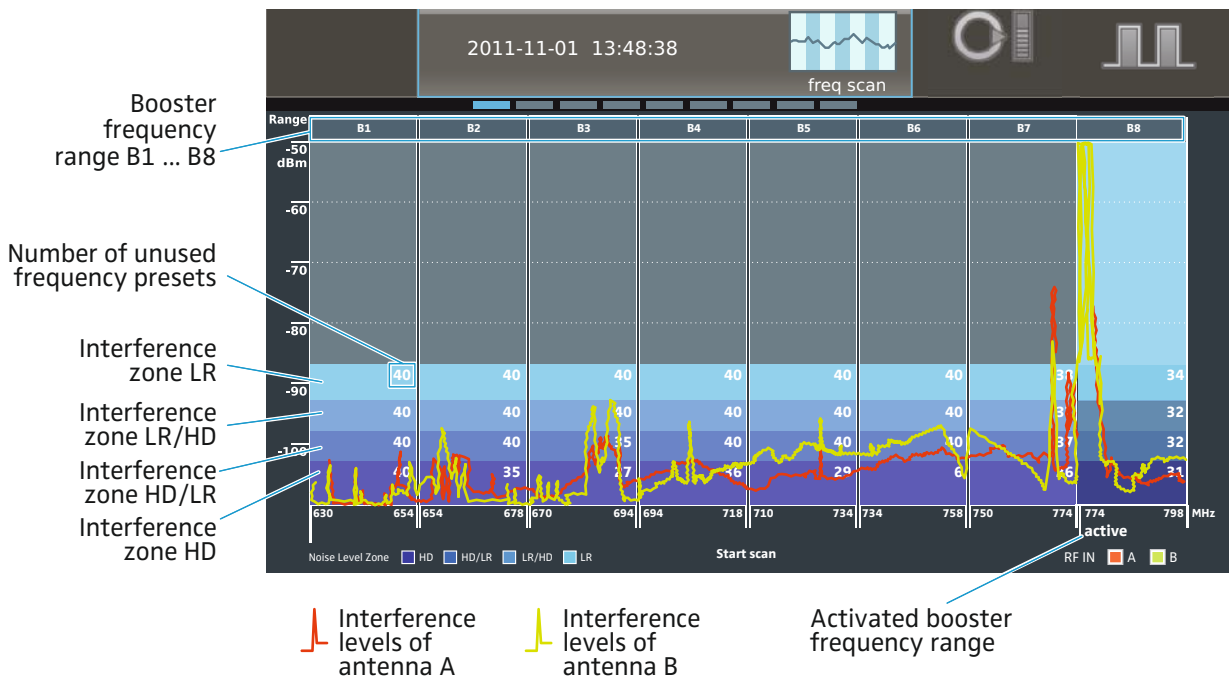 2011-11-01 13:48:38
freq scan
Booster
frequency
range B1 ... B8
Range
B1
B2
B3
B4
B5
B6
B7
B8
-50
dBm
-60
-70
-80
-90
-100
Number of unused
frequency presets
Interference
zone LR
Interference
zone LR/HD
Interference
zone HD/LR
Interference
zone HD
40 40 40 40 40 40 34
40 40 40 40 40 40 32
40 40 35 40 40 40 37 32
35 36 29 31
630 654 654 678 670 694 694 718 710 734 734 758 750 774 774 798 MHz
active
Noise Level Zone HD HD/LR LR/HD LR
Start scan
RF IN A B
Interference
levels of
antenna A
Interference
levels of
antenna B
Activated booster
frequency range